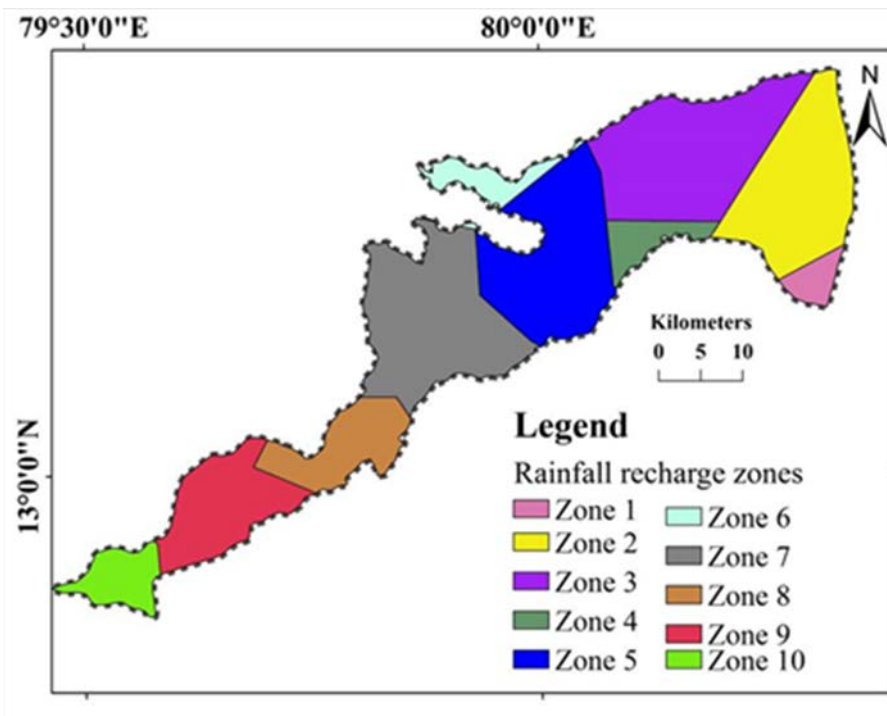 79°30'0"E
80°0'0"E
N
Kilometers
0 5 10
13°0'0"N
Legend
Rainfall recharge zones
Zone 1
Zone 2
Zone 3
Zone 4
Zone 5
Zone 6
Zone 7
Zone 8
Zone 9
Zone 10